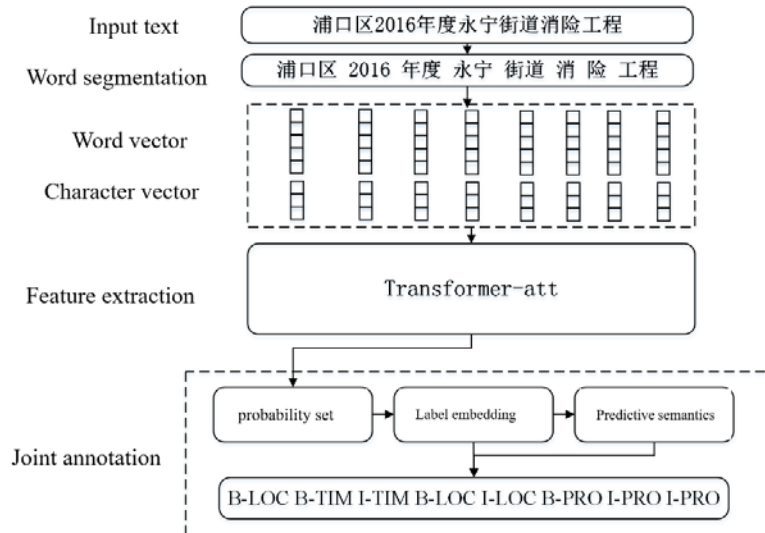 Input text
浦口区2016年度永宁街道消险工程
Word segmentation
浦口区 2016 年度 永宁 街道 消 险 工程
Word vector
Character vector
Feature extraction
Transformer-att
Joint annotation
probability set
Label embedding
Predictive semantics
B-LOC B-TIM I-TIM B-LOC I-LOC B-PRO I-PRO I-PRO